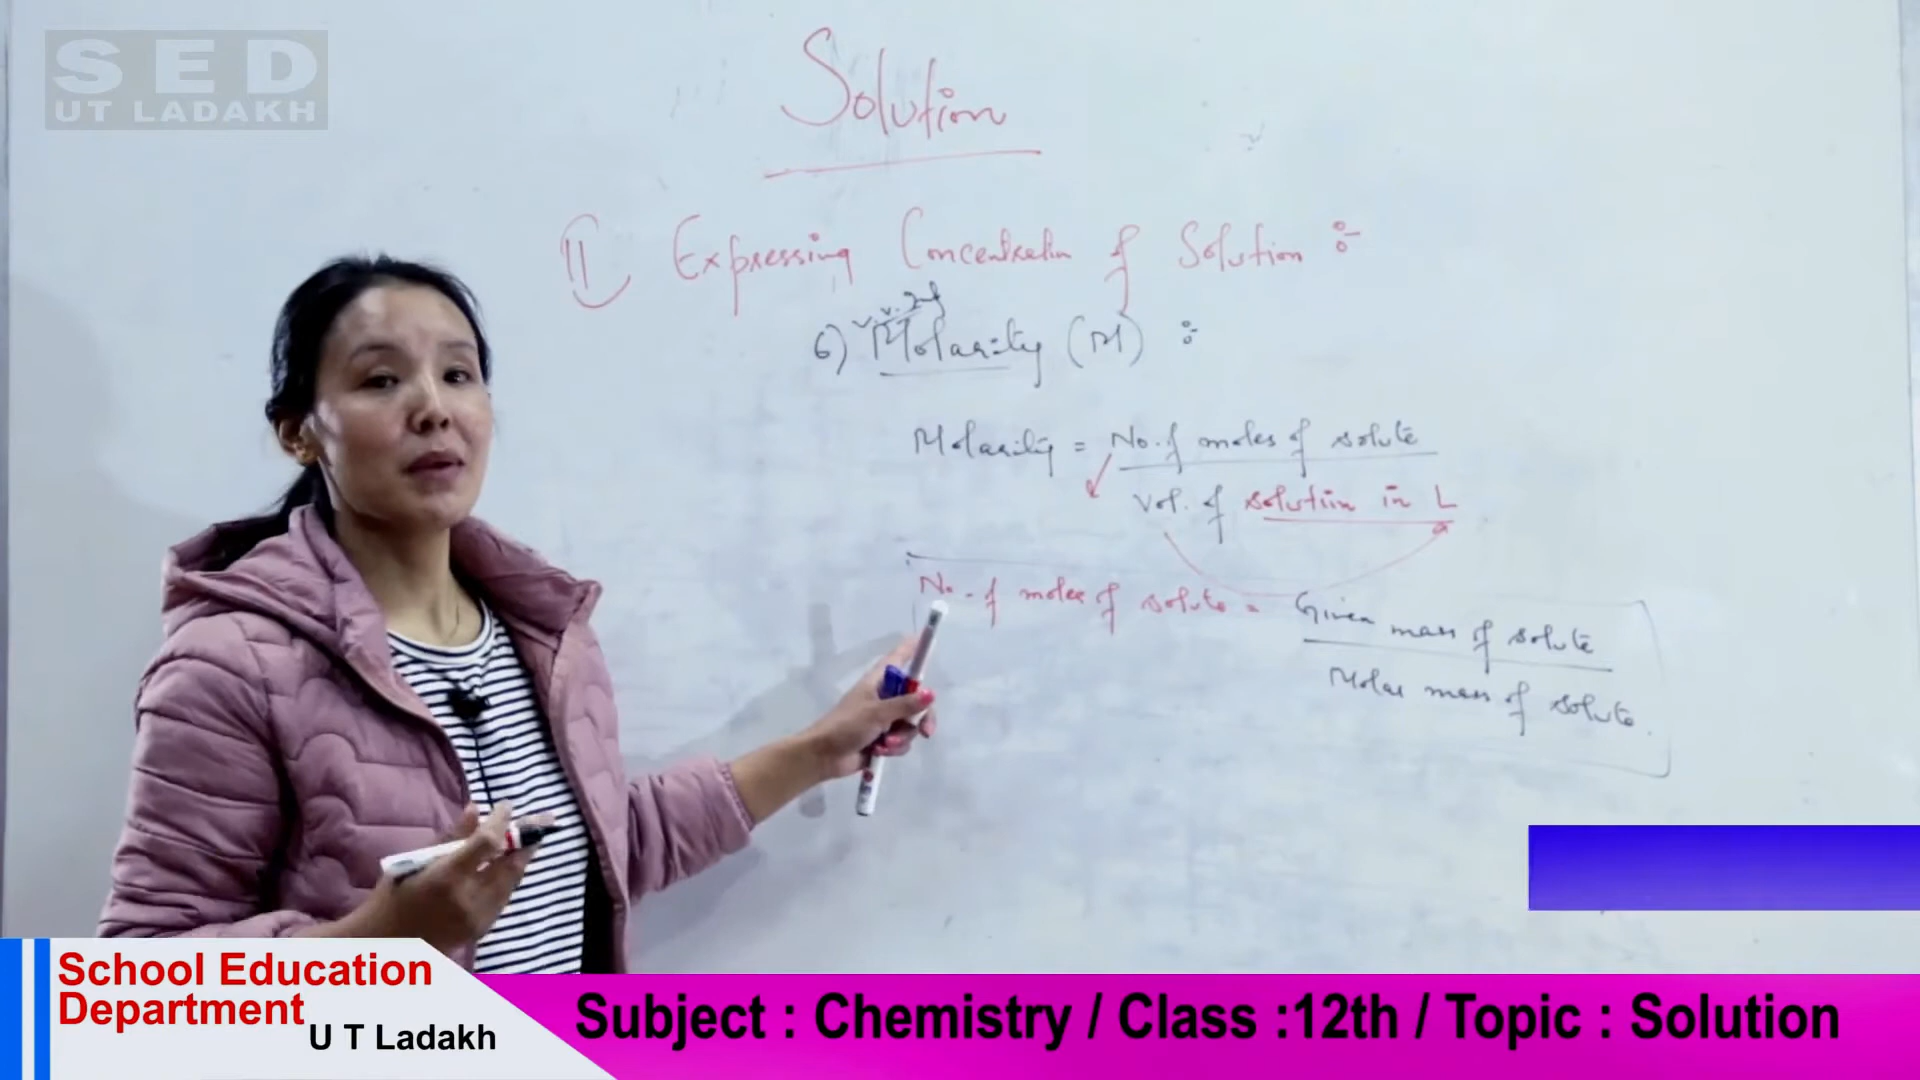 SED
UT LADAKH
Solution
II) Expressing Concentration of Solution :-
v.v. Imf
6) Molarity (M) :-
Molarity = No. of moles of solute
Vol. of solution in L
No. of moles of solute = Given mass of solute
Molar mass of solute.
School Education
Department
U T Ladakh
Subject : Chemistry / Class :12th / Topic : Solution